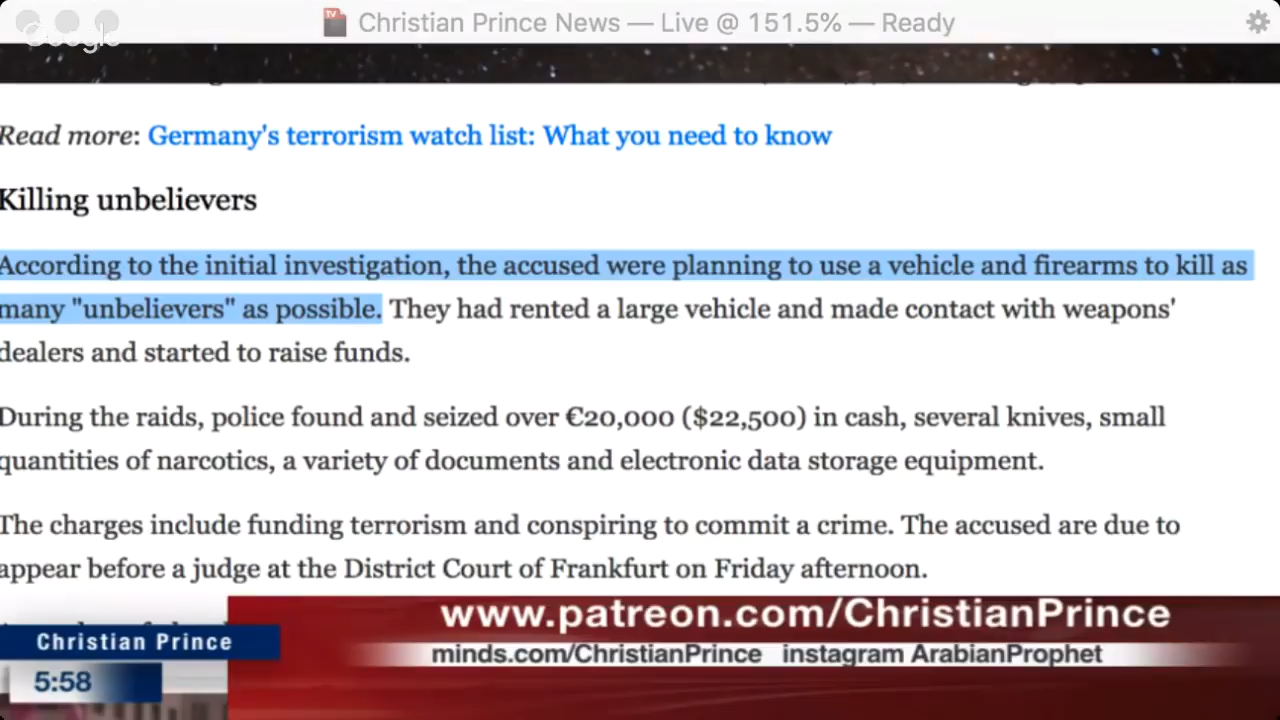 Christian Prince News — Live @ 151.5% — Ready
Google
Read more: Germany's terrorism watch list: What you need to know
Killing unbelievers
According to the initial investigation, the accused were planning to use a vehicle and firearms to kill as
many "unbelievers" as possible. They had rented a large vehicle and made contact with weapons'
dealers and started to raise funds.
During the raids, police found and seized over €20,000 ($22,500) in cash, several knives, small
quantities of narcotics, a variety of documents and electronic data storage equipment.
The charges include funding terrorism and conspiring to commit a crime. The accused are due to
appear before a judge at the District Court of Frankfurt on Friday afternoon.
www.patreon.com/ChristianPrince
Christian Prince
minds.com/ChristianPrince instagram ArabianProphet
5:58